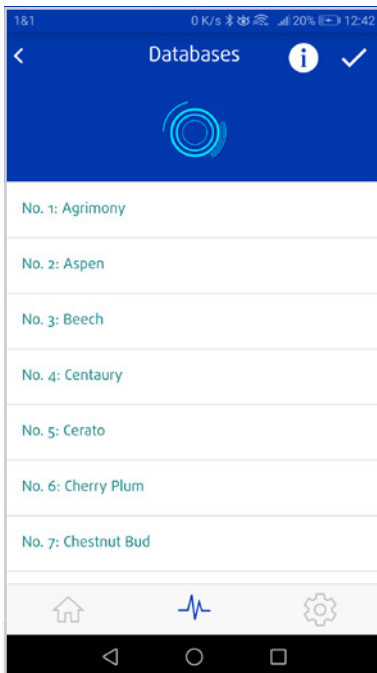 1&1 0 K/s 20% 12:42
Databases
No. 1: Agrimony
No. 2: Aspen
No. 3: Beech
No. 4: Centaury
No. 5: Cerato
No. 6: Cherry Plum
No. 7: Chestnut Bud